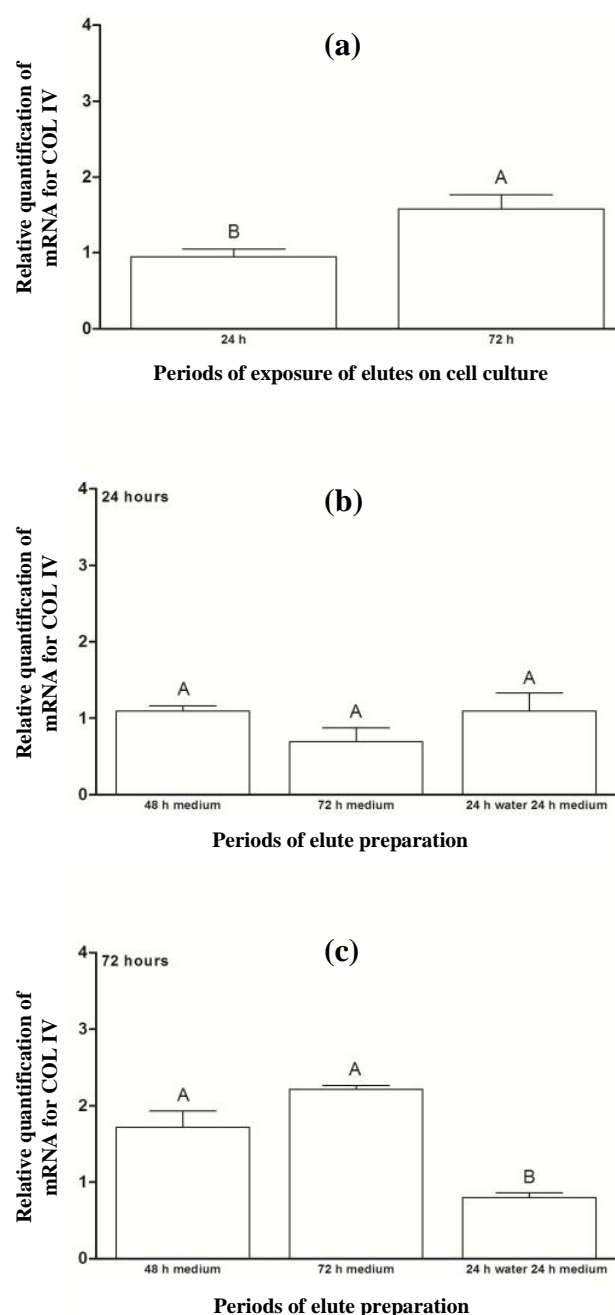 (a)
Relative quantification of
mRNA for COL IV
4
3
2
1
0
B
A
24 h
72 h
Periods of exposure of elutes on cell culture
(b)
24 hours
Relative quantification of
mRNA for COL IV
4
3
2
1
0
A
A
A
48 h medium
72 h medium
24 h water 24 h medium
Periods of elute preparation
(c)
72 hours
Relative quantification of
mRNA for COL IV
4
3
2
1
0
A
A
B
48 h medium
72 h medium
24 h water 24 h medium
Periods of elute preparation